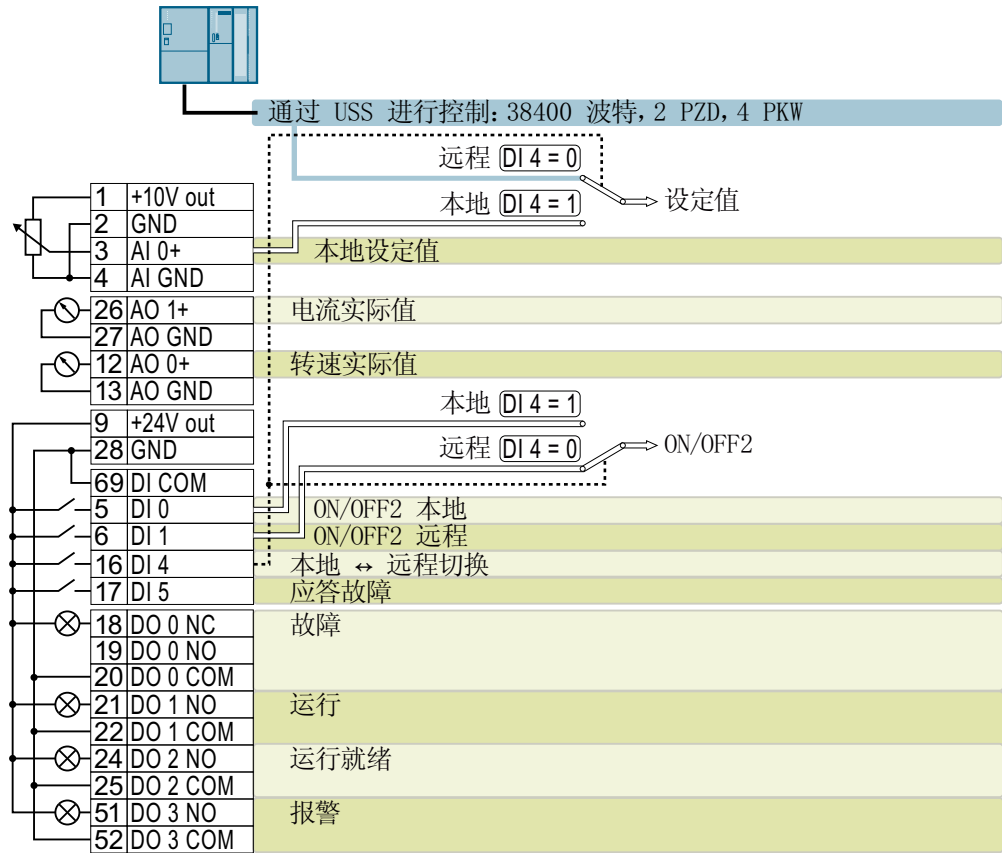 通过 USS 进行控制: 38400 波特, 2 PZD, 4 PKW
远程 DI 4 = 0
设定值
本地 DI 4 = 1
1 +10V out
2 GND
3 AI 0+ 本地设定值
4 AI GND
26 AO 1+ 电流实际值
27 AO GND
12 AO 0+ 转速实际值
13 AO GND
本地 DI 4 = 1
9 +24V out
28 GND
远程 DI 4 = 0
ON/OFF2
69 DI COM
5 DI 0 ON/OFF2 本地
6 DI 1 ON/OFF2 远程
16 DI 4 本地 ↔ 远程切换
17 DI 5 应答故障
18 DO 0 NC 故障
19 DO 0 NO
20 DO 0 COM
21 DO 1 NO 运行
22 DO 1 COM
24 DO 2 NO 运行就绪
25 DO 2 COM
51 DO 3 NO 报警
52 DO 3 COM